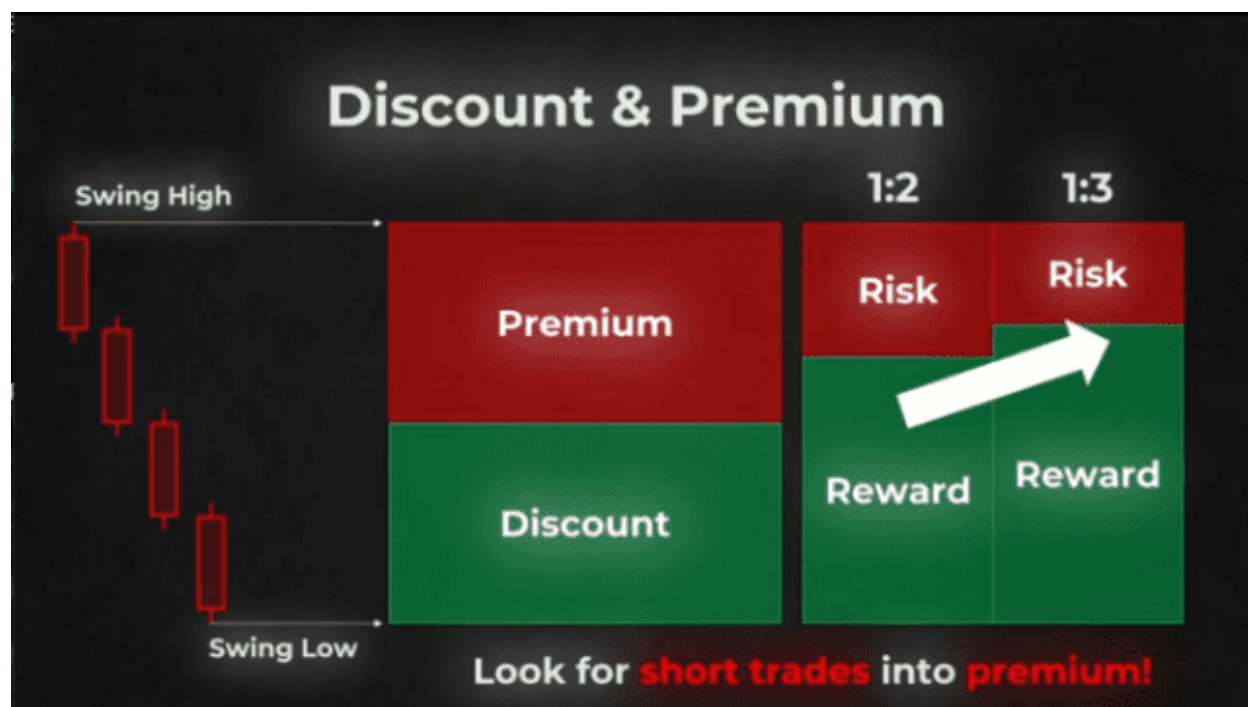 Discount & Premium
Swing High
1:2
1:3
Risk
Risk
Premium
Reward
Reward
Discount
Swing Low
Look for short trades into premium!